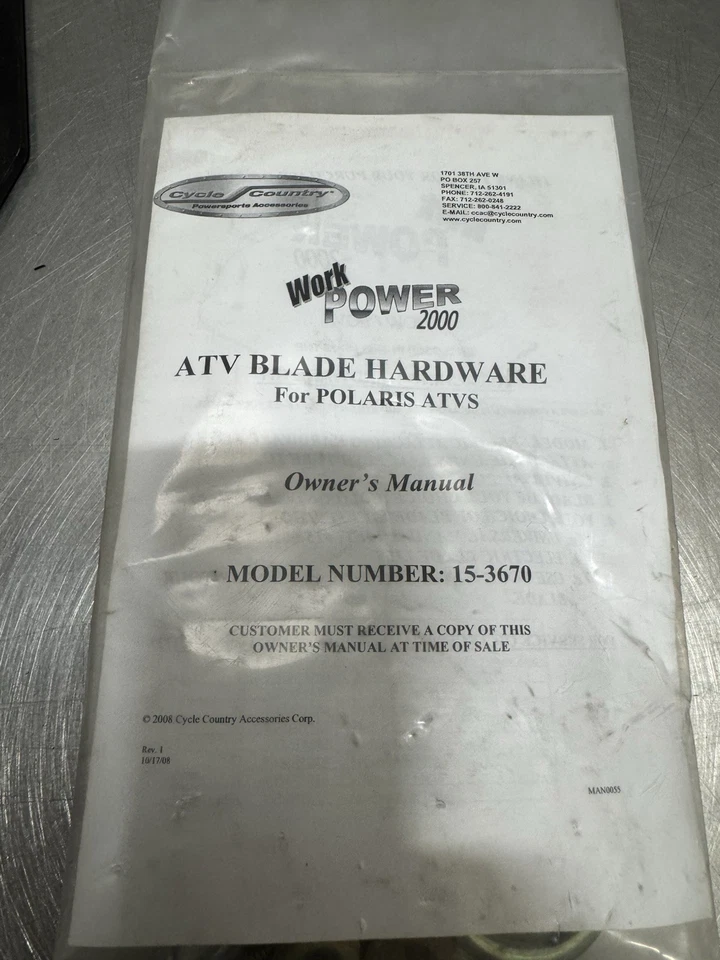 Cycle Country®
Powersports Accessories
1701 38TH AVE W
PO BOX 257
SPENCER, IA 51301
PHONE: 712-262-4191
FAX: 712-262-0248
SERVICE: 800-841-2222
E-MAIL: ccac@cyclecountry.com
www.cyclecountry.com
Work
POWER
2000
ATV BLADE HARDWARE
For POLARIS ATVS
Owner's Manual
MODEL NUMBER: 15-3670
CUSTOMER MUST RECEIVE A COPY OF THIS
OWNER'S MANUAL AT TIME OF SALE
© 2008 Cycle Country Accessories Corp.
Rev. 1
10/17/08
MAN0055